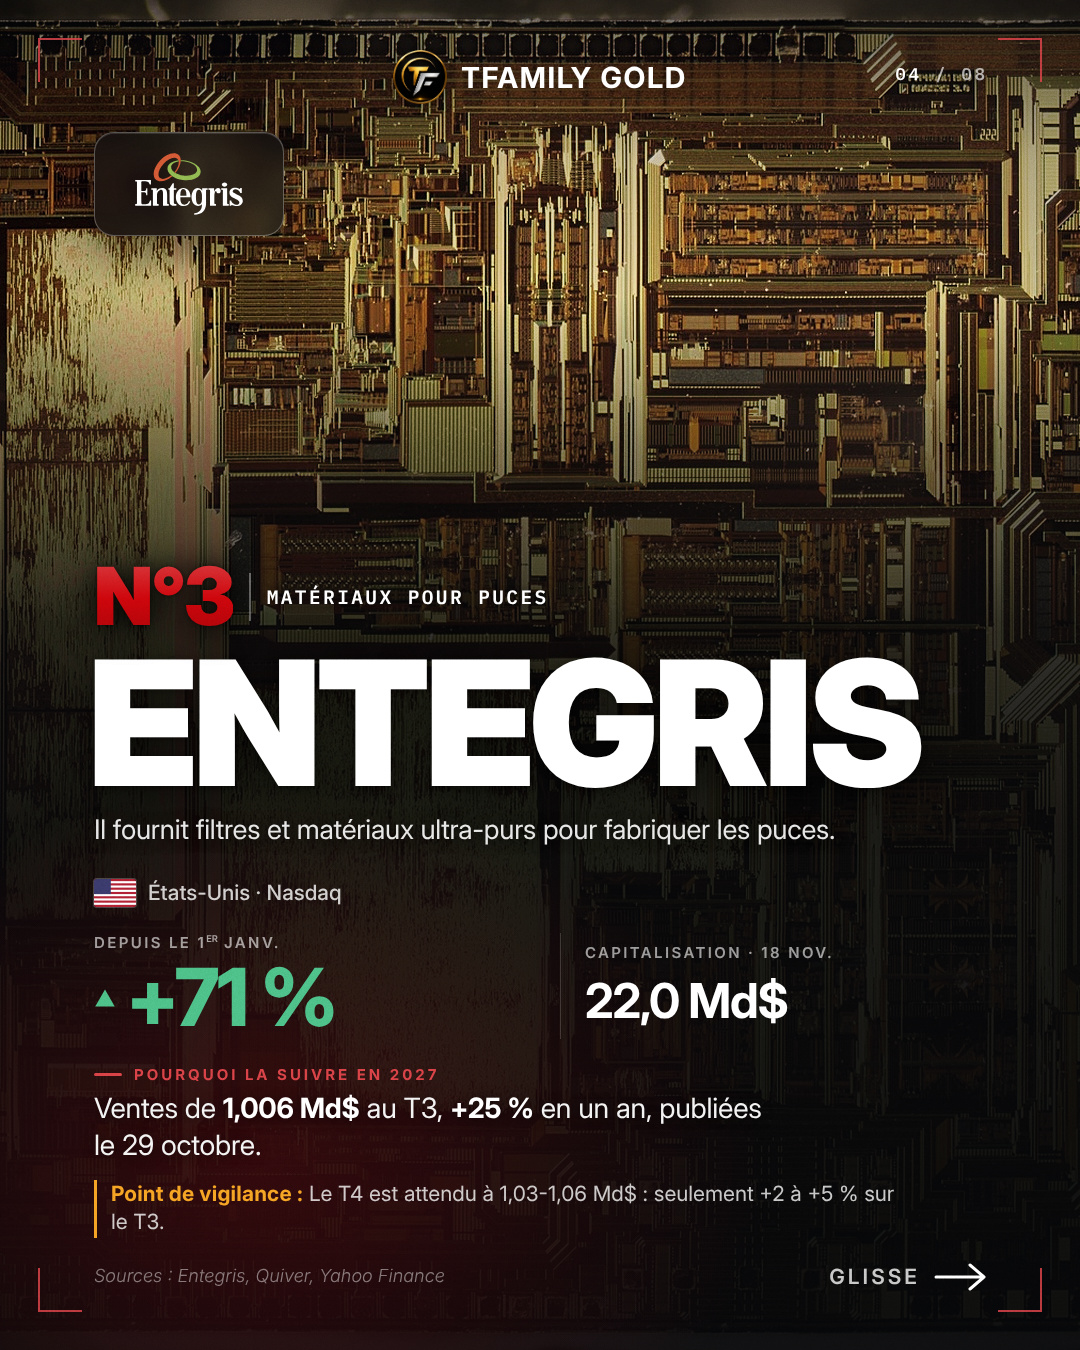 TFAMILY GOLD
04 / 08
Entegris
N°3
MATÉRIAUX POUR PUCES
ENTEGRIS
Il fournit filtres et matériaux ultra-purs pour fabriquer les puces.
États-Unis · Nasdaq
DEPUIS LE 1ER JANV.
▲ +71 %
CAPITALISATION · 18 NOV.
22,0 Md$
POURQUOI LA SUIVRE EN 2027
Ventes de 1,006 Md$ au T3, +25 % en un an, publiées
le 29 octobre.
Point de vigilance : Le T4 est attendu à 1,03-1,06 Md$ : seulement +2 à +5 % sur
le T3.
Sources : Entegris, Quiver, Yahoo Finance
GLISSE